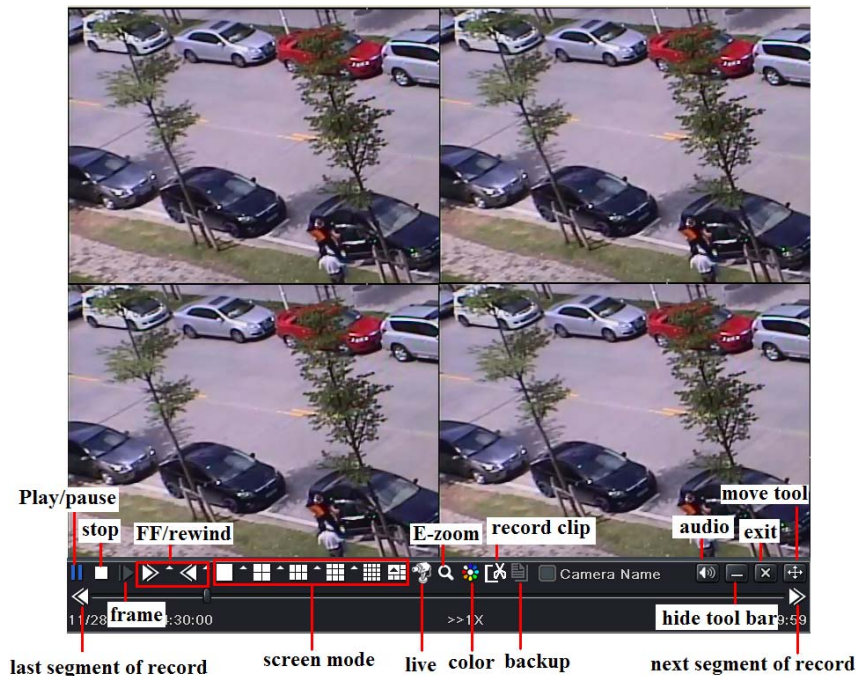 Play/pause
stop
FF/rewind
E-zoom
record clip
audio
move tool
exit
Camera Name
frame
hide tool bar
11/28
4:30:00
>>1X
9:59
last segment of record
screen mode
live
color
backup
next segment of record